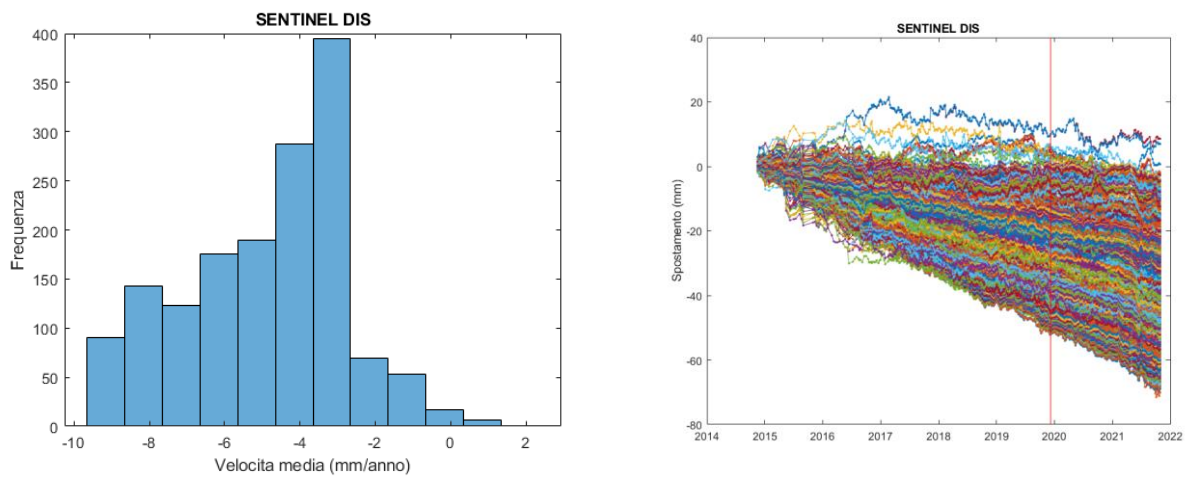 SENTINEL DIS
400
350
300
250
200
150
100
50
0
Frequenza
-10 -8 -6 -4 -2 0 2
Velocita media (mm/anno)
SENTINEL DIS
40
20
0
-20
-40
-60
-80
Spostamento (mm)
2014 2015 2016 2017 2018 2019 2020 2021 2022